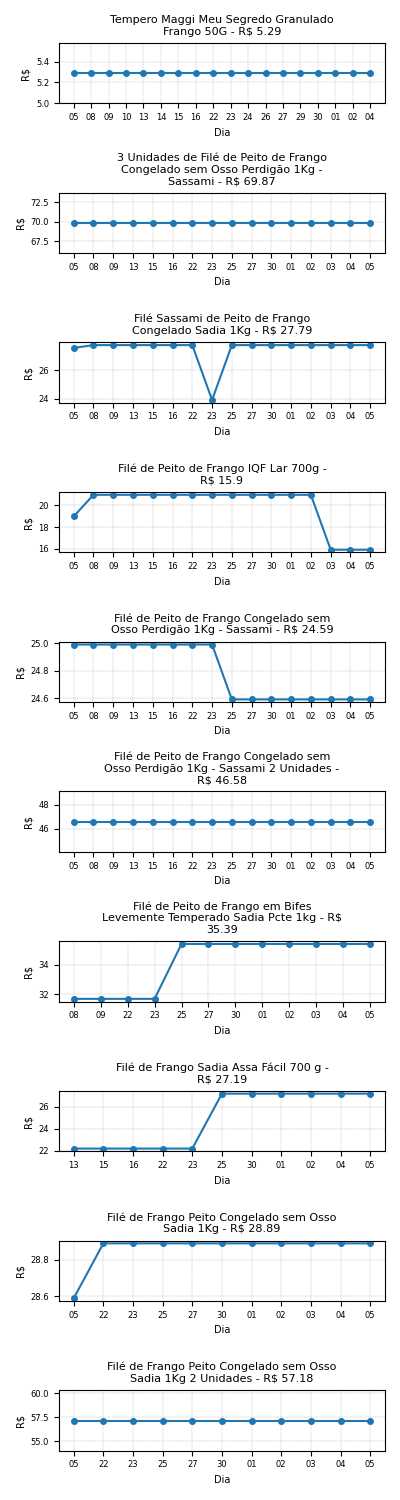 Tempero Maggi Meu Segredo Granulado
Frango 50G - R$ 5.29
5.4
5.2
5.0
R$
05 08 09 10 13 14 15 16 22 23 24 26 27 29 30 01 02 04
Dia
3 Unidades de Filé de Peito de Frango
Congelado sem Osso Perdigão 1Kg -
Sassami - R$ 69.87
72.5
70.0
67.5
R$
05 08 09 13 15 16 22 23 25 27 30 01 02 03 04 05
Dia
Filé Sassami de Peito de Frango
Congelado Sadia 1Kg - R$ 27.79
26
24
R$
05 08 09 13 15 16 22 23 25 27 30 01 02 03 04 05
Dia
Filé de Peito de Frango IQF Lar 700g -
R$ 15.9
20
18
16
R$
05 08 09 13 15 16 22 23 25 27 30 01 02 03 04 05
Dia
Filé de Peito de Frango Congelado sem
Osso Perdigão 1Kg - Sassami - R$ 24.59
25.0
24.8
24.6
R$
05 08 09 13 15 16 22 23 25 27 30 01 02 03 04 05
Dia
Filé de Peito de Frango Congelado sem
Osso Perdigão 1Kg - Sassami 2 Unidades -
R$ 46.58
48
46
R$
05 08 09 13 15 16 22 23 25 27 30 01 02 03 04 05
Dia
Filé de Peito de Frango em Bifes
Levemente Temperado Sadia Pcte 1kg - R$
35.39
34
32
R$
08 09 22 23 25 27 30 01 02 03 04 05
Dia
Filé de Frango Sadia Assa Fácil 700 g -
R$ 27.19
26
24
22
R$
13 15 16 22 23 25 30 01 02 04 05
Dia
Filé de Frango Peito Congelado sem Osso
Sadia 1Kg - R$ 28.89
28.8
28.6
R$
05 22 23 25 27 30 01 02 03 04 05
Dia
Filé de Frango Peito Congelado sem Osso
Sadia 1Kg 2 Unidades - R$ 57.18
60.0
57.5
55.0
R$
05 22 23 25 27 30 01 02 03 04 05
Dia